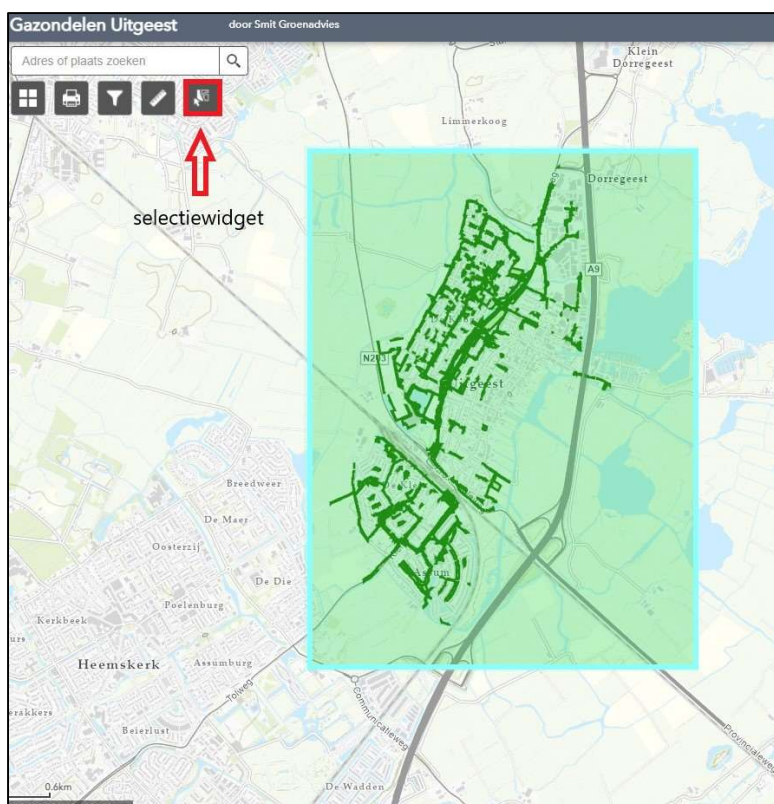 Gazondelen Uitgeest door Smit Groenadvies
Adres of plaats zoeken
selectiewidget
Klein
Dorregeest
Limmerkoog
Dorregeest
A9
Breedweer
De Maer
Oosterzij
De Die
Poelenburg
Kerkbeek
Heemskerk
Assumburg
Assum
Tolweg
Communicatieweg
Beierlust
Provincialeweg
De Wadden
0.6km